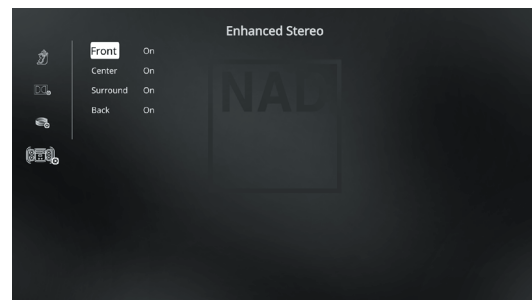 Enhanced Stereo
Front On
Center On
Surround On
Back On
NAD